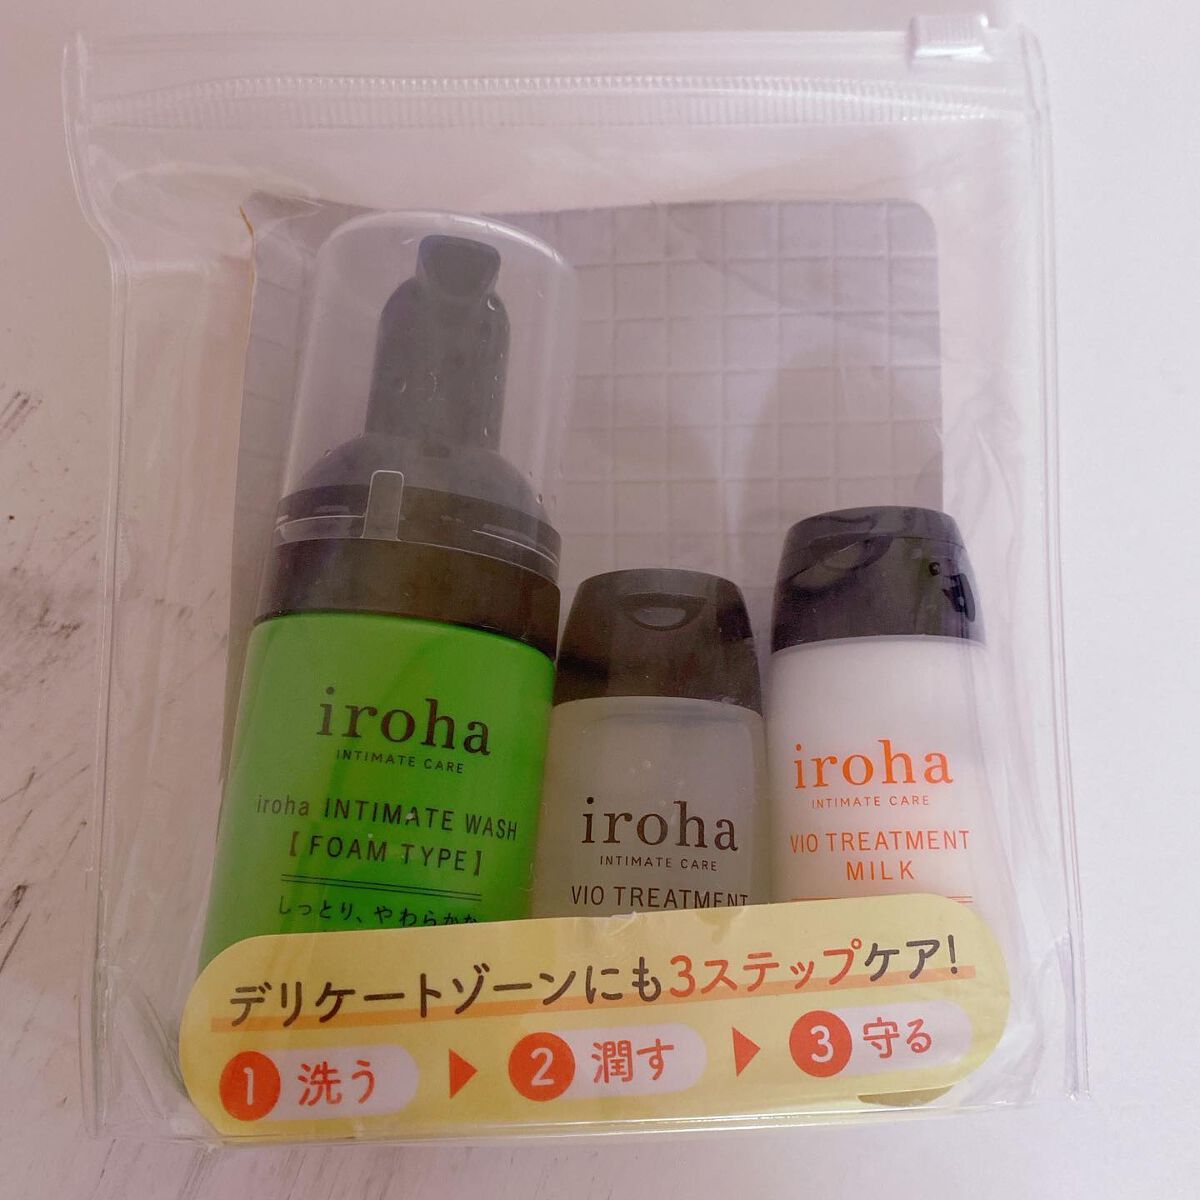 iroha
INTIMATE CARE
iroha INTIMATE WASH
【FOAM TYPE】
しっとり、やわらかな
iroha
INTIMATE CARE
VIO TREATMENT
iroha
INTIMATE CARE
VIO TREATMENT
MILK
デリケートゾーンにも3ステップケア!
1 洗う ▶ 2 潤す ▶ 3 守る